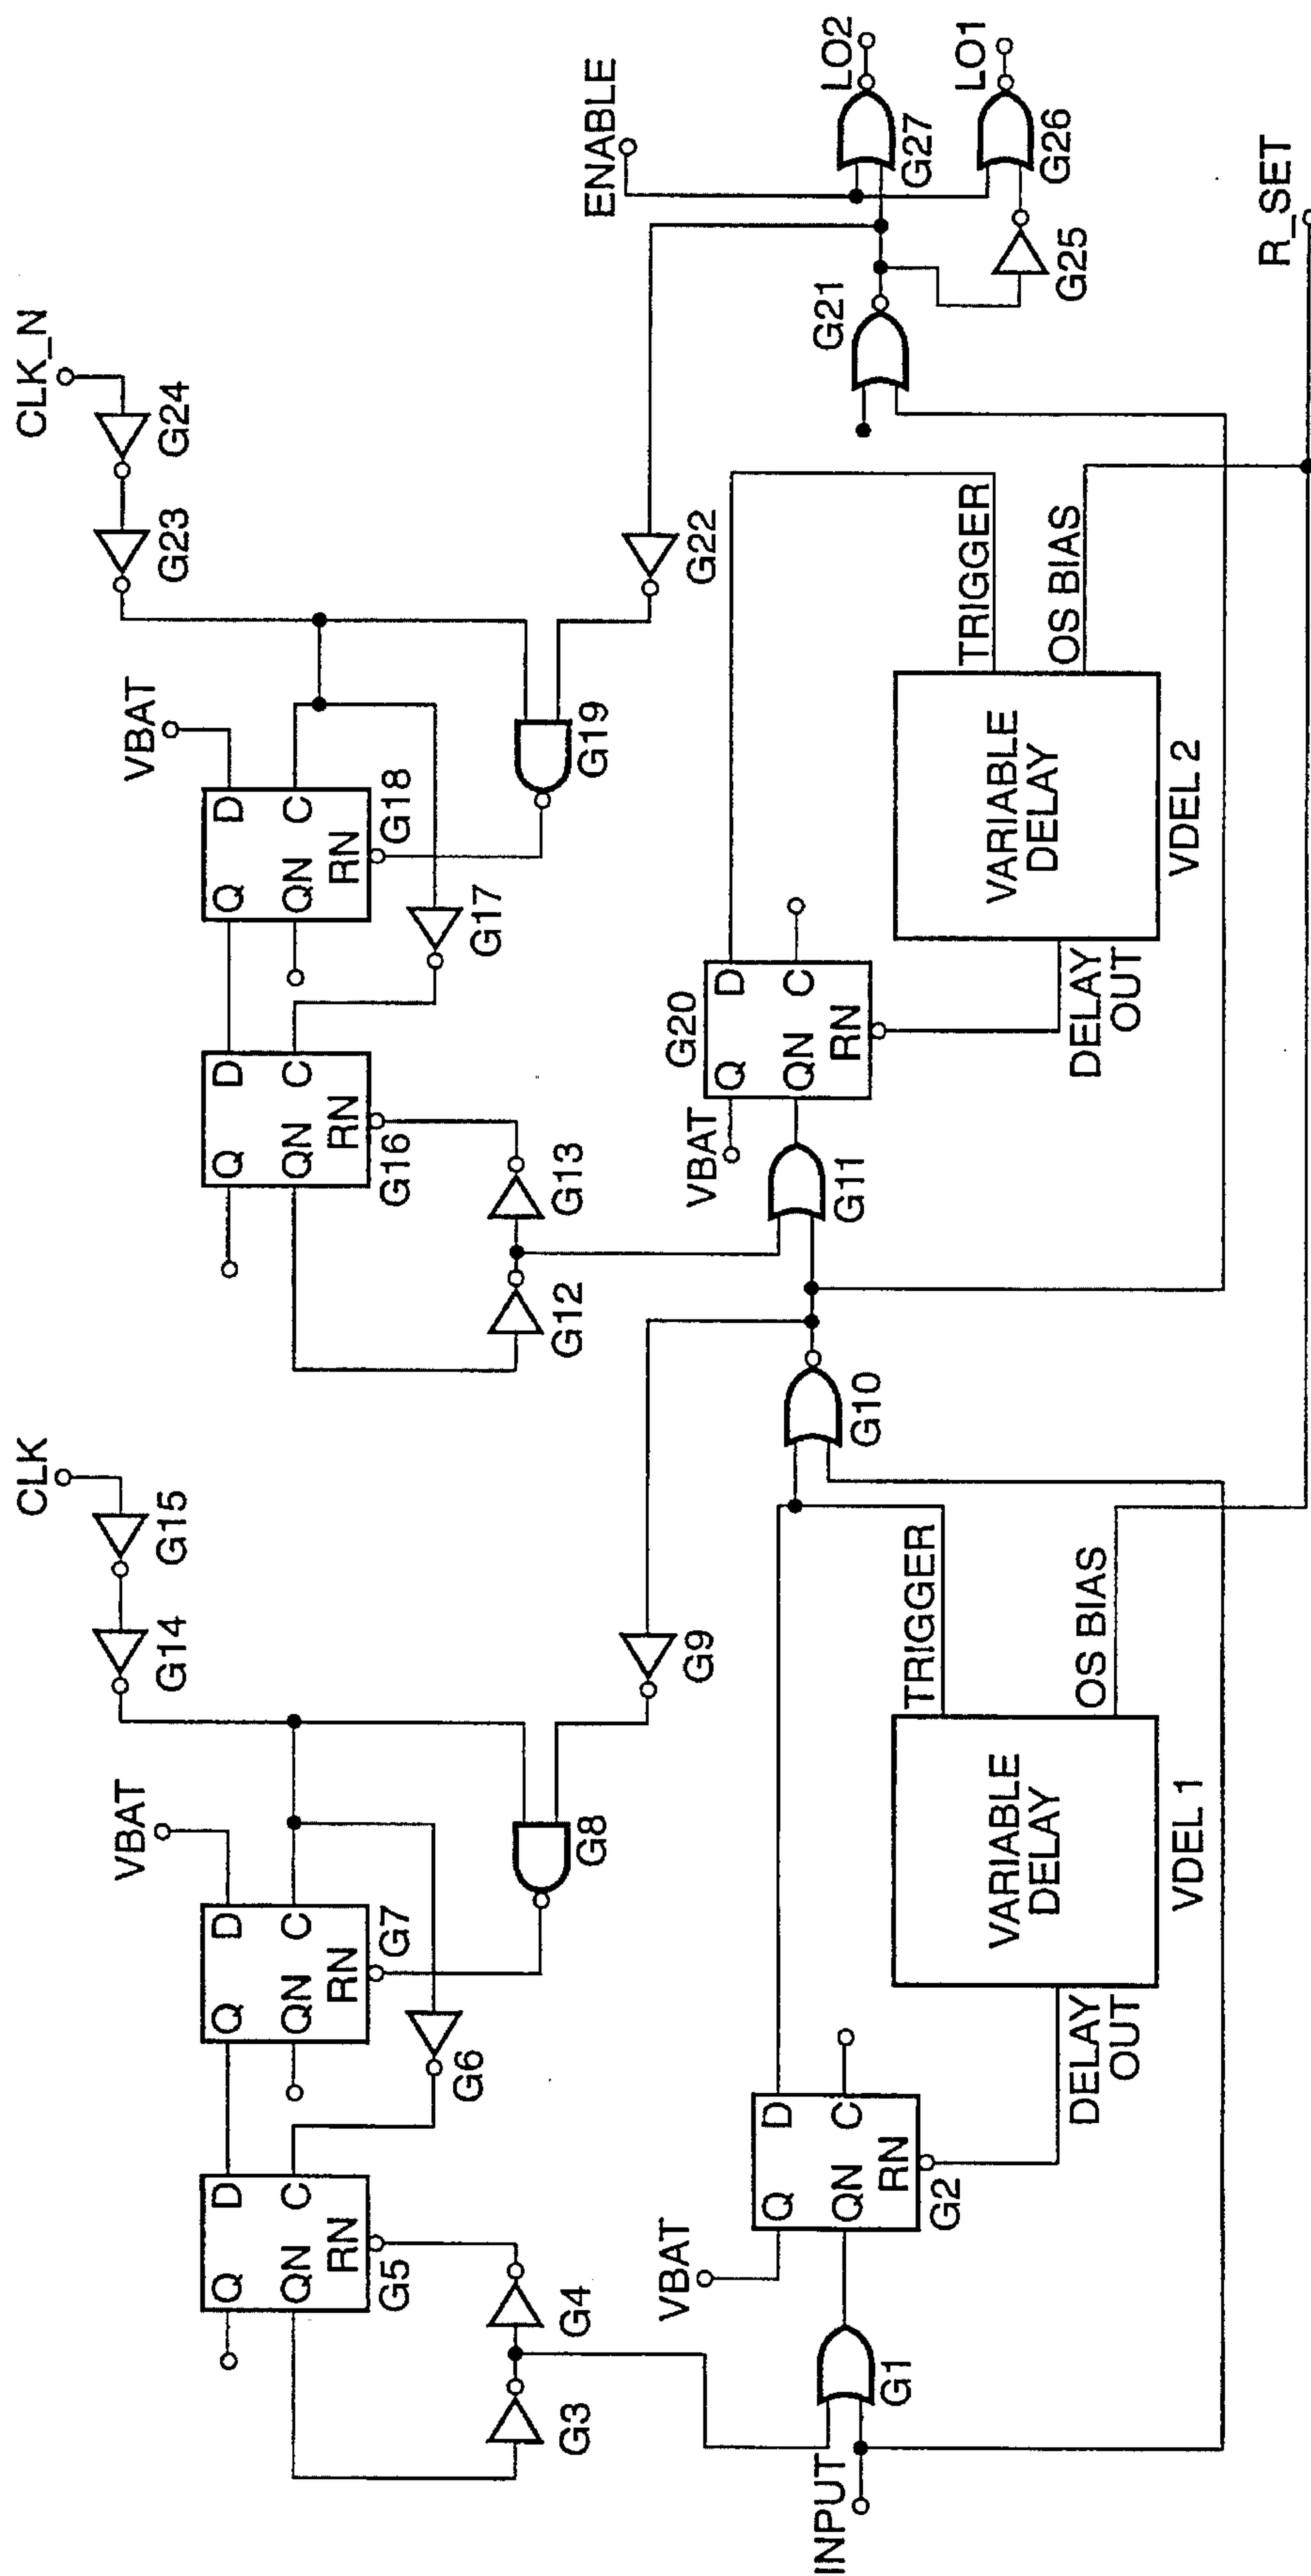 CLK
G15
G14
VBAT
Q
D
QN
C
RN
G7
G8
G6
Q
D
QN
C
RN
G5
G4
G3
G9
CLK_N
G24
G23
VBAT
Q
D
QN
C
RN
G18
G19
G17
Q
D
QN
C
RN
G16
G13
G12
G22
ENABLE
LO2
G27
LO1
G26
G25
G21
R_SET
INPUT
G1
VBAT
Q
D
QN
C
RN
G2
DELAY
OUT
VARIABLE
DELAY
VDEL 1
TRIGGER
OS BIAS
G10
G11
VBAT
G20
Q
D
QN
C
RN
DELAY
OUT
VARIABLE
DELAY
VDEL 2
TRIGGER
OS BIAS